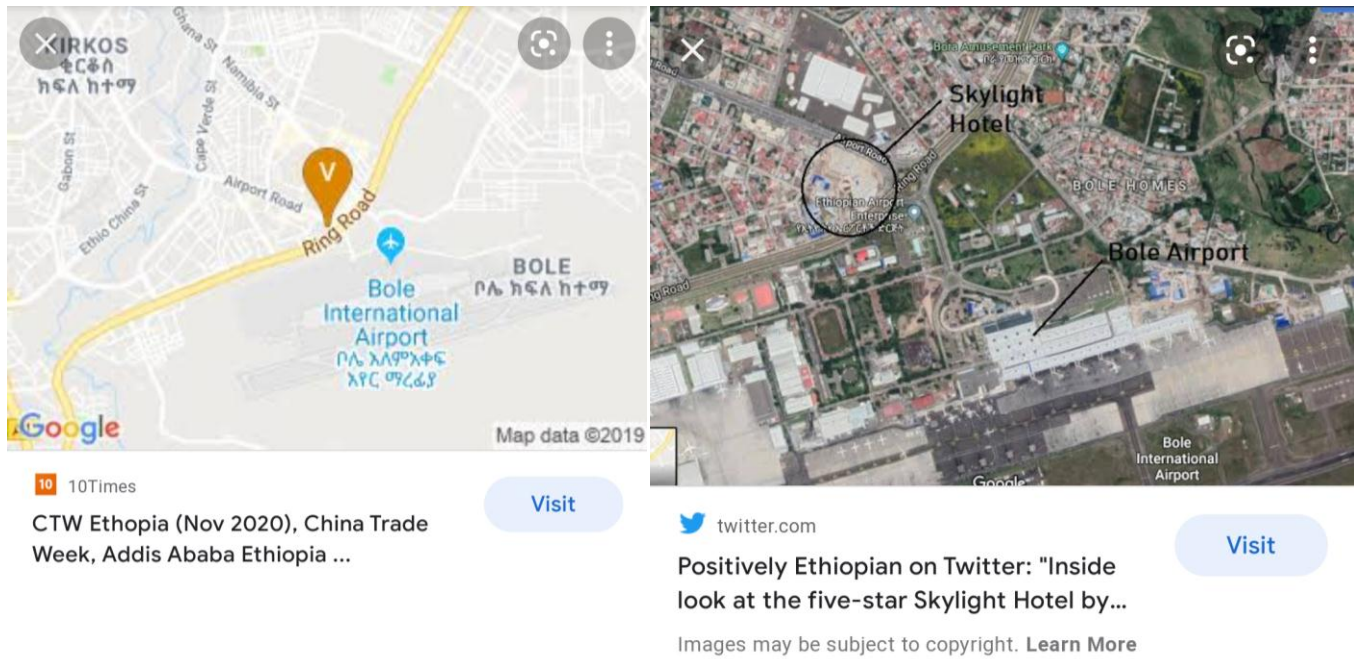 KIRKOS
ቂርቆስ
ክፍለ ከተማ
Ghana St
Namibia St
Cape Verde St
Gabon St
Airport Road
Ethio China St
V
Ring Road
Bole
International
Airport
ቦሌ አለምአቀፍ
አየር ማረፊያ
BOLE
ቦሌ ክፍለ ከተማ
Google
Map data ©2019
10 10Times
Visit
CTW Ethopia (Nov 2020), China Trade
Week, Addis Ababa Ethiopia ...
Bora Amusement Park
Skylight
Hotel
Airport Road
Ring Road
Ethiopian Airport
Enterprise
BOLE HOMES
Bole Airport
Bole
International
Airport
Google
twitter.com
Visit
Positively Ethiopian on Twitter: "Inside
look at the five-star Skylight Hotel by...
Images may be subject to copyright. Learn More